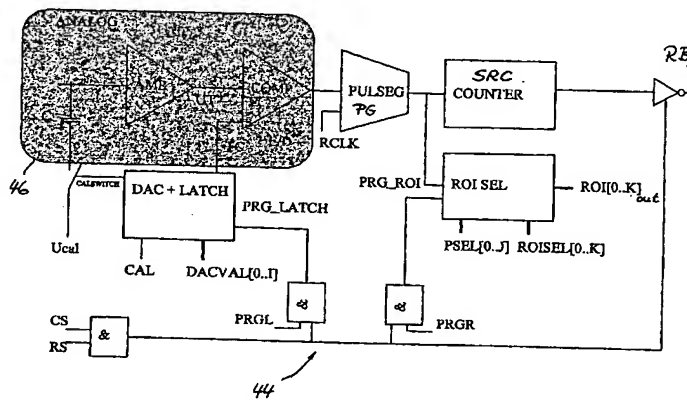 ANALOG
AMP
COMP
PULSEG
PG
RCLK
SRC
COUNTER
46
CALSWITCH
DAC + LATCH
PRG_LATCH
PRG_ROI
ROI SEL
ROI[0..K]
out
Ucal
CAL
DACVAL[0..I]
PSEL[0..J]
ROISEL[0..K]
&
&
PRGL
PRGR
CS
RS
&
44